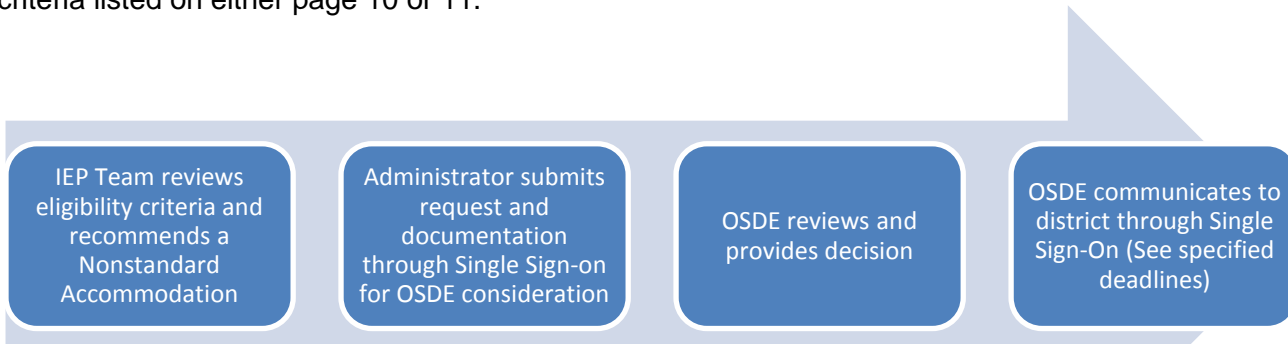 criteria listed on either page 10 or 11.
IEP Team reviews
eligibility criteria and
recommends a
Nonstandard
Accommodation
Administrator submits
request and
documentation
through Single Sign-on
for OSDE consideration
OSDE reviews and
provides decision
OSDE communicates to
district through Single
Sign-On (See specified
deadlines)